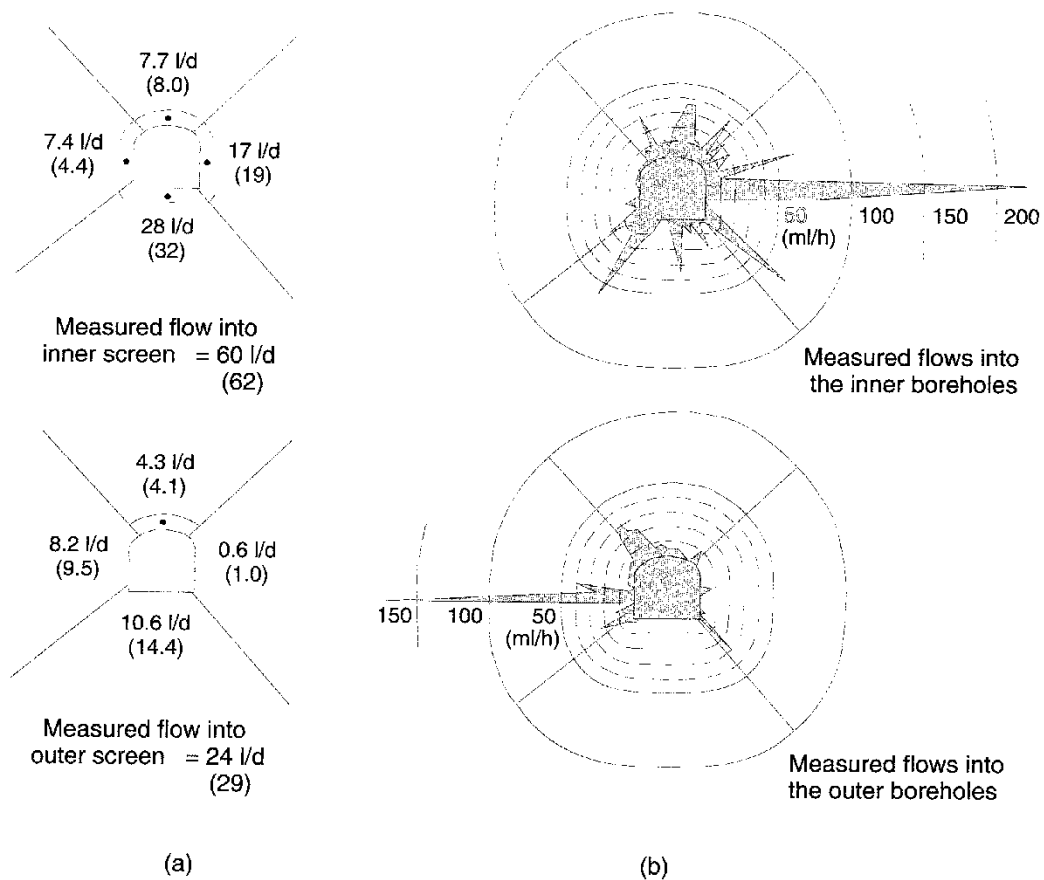 7.7 l/d
(8.0)
7.4 l/d
(4.4)
17 l/d
(19)
28 l/d
(32)
Measured flow into
inner screen = 60 l/d
(62)
50 100 150 200
(ml/h)
Measured flows into
the inner boreholes
4.3 l/d
(4.1)
8.2 l/d
(9.5)
0.6 l/d
(1.0)
10.6 l/d
(14.4)
Measured flow into
outer screen = 24 l/d
(29)
150 100 50
(ml/h)
Measured flows into
the outer boreholes
(a)
(b)